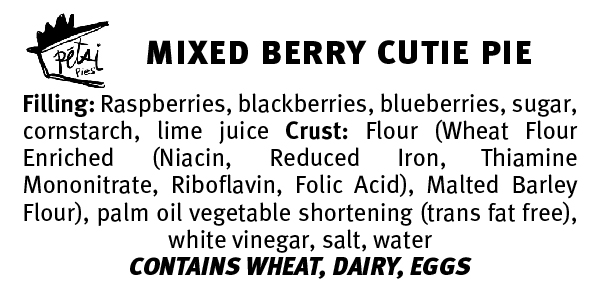 pétaj
Pies
MIXED BERRY CUTIE PIE
Filling: Raspberries, blackberries, blueberries, sugar,
cornstarch, lime juice Crust: Flour (Wheat Flour
Enriched (Niacin, Reduced Iron, Thiamine
Mononitrate, Riboflavin, Folic Acid), Malted Barley
Flour), palm oil vegetable shortening (trans fat free),
white vinegar, salt, water
CONTAINS WHEAT, DAIRY, EGGS